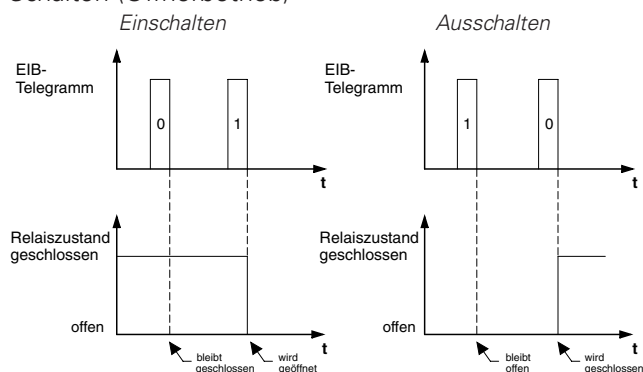 Schalten (Öffnerbetrieb)
Einschalten
EIB-
Telegramm
0
1
t
Relaiszustand
geschlossen
offen
t
bleibt
geschlossen
wird
geöffnet
Ausschalten
EIB-
Telegramm
1
0
t
Relaiszustand
geschlossen
offen
t
bleibt
offen
wird
geschlossen